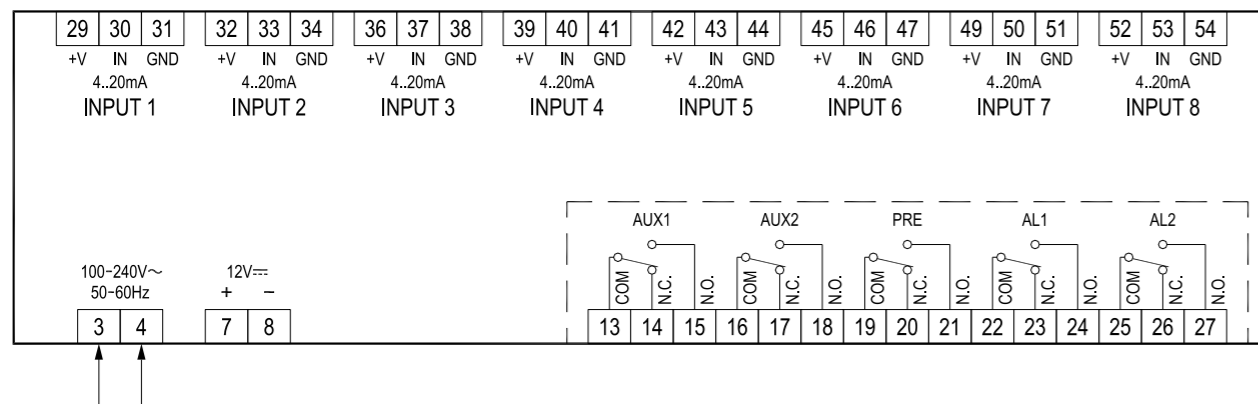 29 30 31 32 33 34 36 37 38 39 40 41 42 43 44 45 46 47 49 50 51 52 53 54
+V IN GND +V IN GND +V IN GND +V IN GND +V IN GND +V IN GND +V IN GND +V IN GND
4..20mA 4..20mA 4..20mA 4..20mA 4..20mA 4..20mA 4..20mA 4..20mA
INPUT 1 INPUT 2 INPUT 3 INPUT 4 INPUT 5 INPUT 6 INPUT 7 INPUT 8
AUX1 AUX2 PRE AL1 AL2
100-240V~ 12V⎓
50-60Hz + −
COM N.C. N.O. COM N.C. N.O. COM N.C. N.O. COM N.C. N.O. COM N.C. N.O.
3 4 7 8 13 14 15 16 17 18 19 20 21 22 23 24 25 26 27